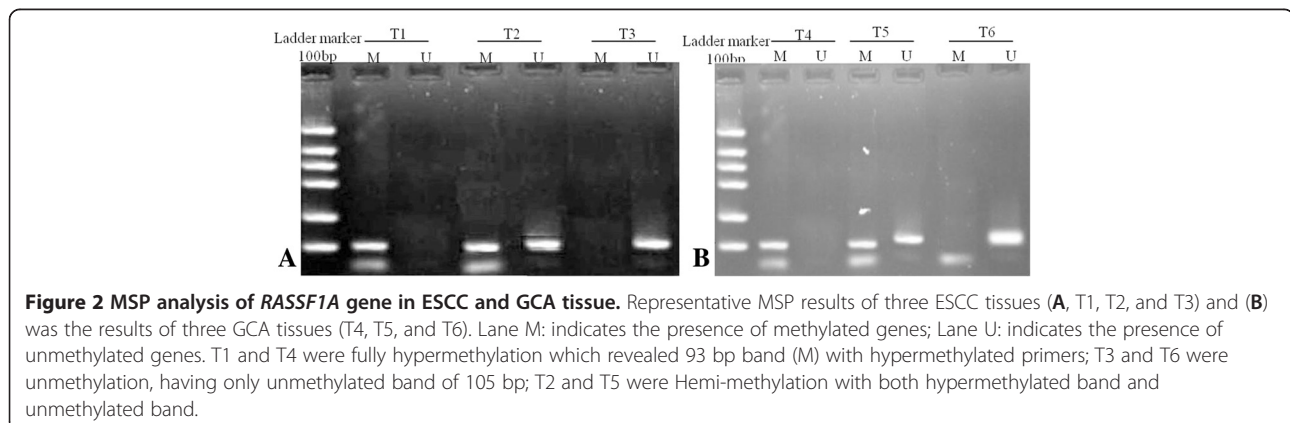 Ladder marker T1 T2 T3
100bp M U M U M U
A
Ladder marker T4 T5 T6
100bp M U M U M U
B
Figure 2 MSP analysis of RASSF1A gene in ESCC and GCA tissue. Representative MSP results of three ESCC tissues (A, T1, T2, and T3) and (B)
was the results of three GCA tissues (T4, T5, and T6). Lane M: indicates the presence of methylated genes; Lane U: indicates the presence of
unmethylated genes. T1 and T4 were fully hypermethylation which revealed 93 bp band (M) with hypermethylated primers; T3 and T6 were
unmethylation, having only unmethylated band of 105 bp; T2 and T5 were Hemi-methylation with both hypermethylated band and
unmethylated band.